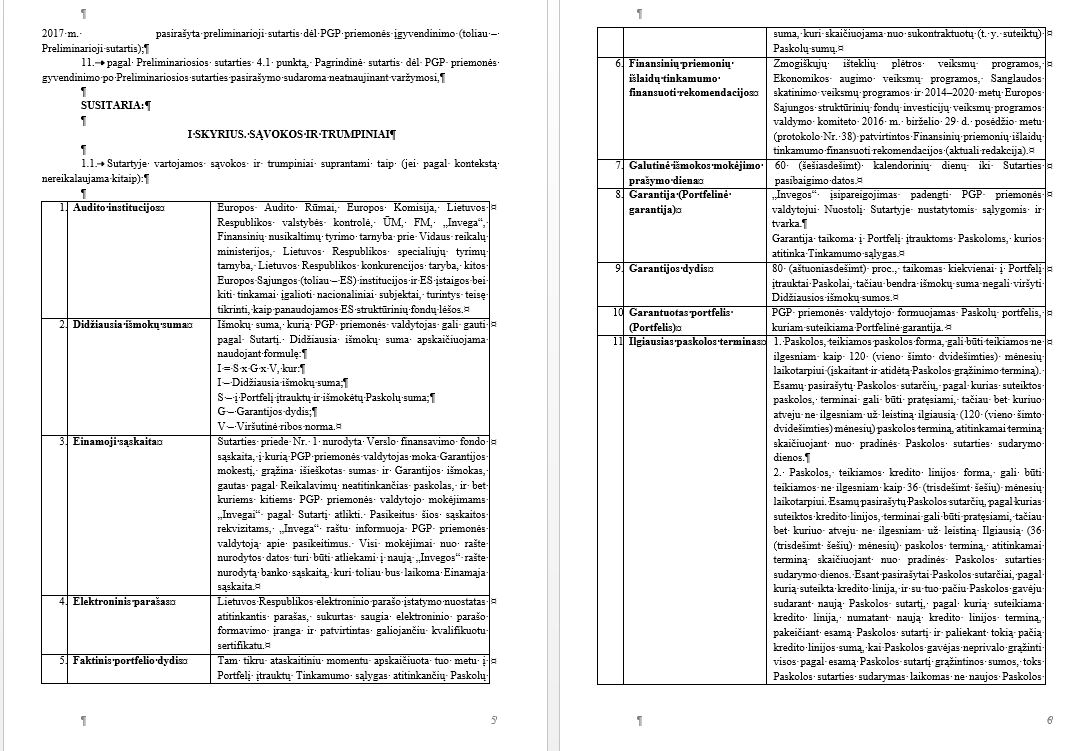 2017 m. pasirašyta preliminarioji sutartis dėl PGP priemonės įgyvendinimo (toliau –
Preliminarioji sutartis);
11. pagal Preliminariosios sutarties 4.1 punktą, Pagrindinė sutartis dėl PGP priemonės
gyvendinimo po Preliminariosios sutarties pasirašymo sudaroma neatnaujinant varžymosi,
SUSITARIA:
I SKYRIUS. SĄVOKOS IR TRUMPINIAI
1.1. Sutartyje vartojamos sąvokos ir trumpiniai suprantami taip (jei pagal kontekstą
nereikalaujama kitaip):
1. Audito institucijos
Europos Audito Rūmai, Europos Komisija, Lietuvos
Respublikos valstybės kontrolė, ŪM, FM, „Invega“,
Finansinių nusikaltimų tyrimo tarnyba prie Vidaus reikalų
ministerijos, Lietuvos Respublikos specialiųjų tyrimų
tarnyba, Lietuvos Respublikos konkurencijos taryba, kitos
Europos Sąjungos (toliau – ES) institucijos ir ES įstaigos bei
kiti tinkamai įgalioti nacionaliniai subjektai, turintys teisę
tikrinti, kaip panaudojamos ES struktūrinių fondų lėšos.
2. Didžiausia išmokų suma
Išmokų suma, kurią PGP priemonės valdytojas gali gauti
pagal Sutartį. Didžiausia išmokų suma apskaičiuojama
naudojant formulę:
I = S x G x V, kur:
I – Didžiausia išmokų suma;
S – į Portfelį įtrauktų ir išmokėtų Paskolų suma;
G – Garantijos dydis;
V – Viršutinė ribos norma.
3. Einamoji sąskaita
Sutarties priede Nr. 1 nurodyta Verslo finansavimo fondo
sąskaita, į kurią PGP priemonės valdytojas moka Garantijos
mokestį, grąžina išieškotas sumas ir Garantijos išmokas,
gautas pagal Reikalavimų neatitinkančias paskolas, ir bet
kuriems kitiems PGP priemonės valdytojo mokėjimams
„Invegai“ pagal Sutartį atlikti. Pasikeitus šios sąskaitos
rekvizitams, „Invega“ raštu informuoja PGP priemonės
valdytoją apie pasikeitimus. Visi mokėjimai nuo rašte
nurodytos datos turi būti atliekami į naują „Invegos“ rašte
nurodytą banko sąskaitą, kuri toliau bus laikoma Einamąja
sąskaita.
4. Elektroninis parašas
Lietuvos Respublikos elektroninio parašo įstatymo nuostatas
atitinkantis parašas, sukurtas saugia elektroninio parašo
formavimo įranga ir patvirtintas galiojančiu kvalifikuotu
sertifikatu.
5. Faktinis portfelio dydis
Tam tikru ataskaitiniu momentu apskaičiuota tuo metu į
Portfelį įtrauktų Tinkamumo sąlygas atitinkančių Paskolų
5
suma, kuri skaičiuojama nuo sukontraktuotų (t. y. suteiktų)
Paskolų sumų.
6. Finansinių priemonių
išlaidų tinkamumo
finansuoti rekomendacijos
Žmogiškųjų išteklių plėtros veiksmų programos,
Ekonomikos augimo veiksmų programos, Sanglaudos
skatinimo veiksmų programos ir 2014–2020 metų Europos
Sąjungos struktūrinių fondų investicijų veiksmų programos
valdymo komiteto 2016 m. birželio 29 d. posėdžio metu
(protokolo Nr. 38) patvirtintos Finansinių priemonių išlaidų
tinkamumo finansuoti rekomendacijos (aktuali redakcija).
7. Galutinė išmokos mokėjimo
prašymo diena
60 (šešiasdešimt) kalendorinių dienų iki Sutarties
pasibaigimo datos.
8. Garantija (Portfelinė
garantija)
„Invegos“ įsipareigojimas padengti PGP priemonės
valdytojui Nuostolį Sutartyje nustatytomis sąlygomis ir
tvarka.
Garantija taikoma į Portfelį įtrauktoms Paskoloms, kurios
atitinka Tinkamumo sąlygas.
9. Garantijos dydis
80 (aštuoniasdešimt) proc., taikomas kiekvienai į Portfelį
įtrauktai Paskolai, tačiau bendra išmokų suma negali viršyti
Didžiausios išmokų sumos.
10 Garantuotas portfelis
(Portfelis)
PGP priemonės valdytojo formuojamas Paskolų portfelis,
kuriam suteikiama Portfelinė garantija.
11 Ilgiausias paskolos terminas
1. Paskolos, teikiamos paskolos forma, gali būti teikiamos ne
ilgesniam kaip 120 (vieno šimto dvidešimties) mėnesių
laikotarpiui (įskaitant ir atidėtą Paskolos grąžinimo terminą).
Esamų pasirašytų Paskolos sutarčių, pagal kurias suteiktos
paskolos, terminai gali būti pratęsiami, tačiau bet kuriuo
atveju ne ilgesniam už leistiną ilgiausią (120 (vieno šimto
dvidešimties) mėnesių) paskolos terminą, atitinkamai terminą
skaičiuojant nuo pradinės Paskolos sutarties sudarymo
dienos.
2. Paskolos, teikiamos kredito linijos forma, gali būti
teikiamos ne ilgesniam kaip 36 (trisdešimt šešių) mėnesių
laikotarpiui. Esamų pasirašytų Paskolos sutarčių, pagal kurias
suteiktos kredito linijos, terminai gali būti pratęsiami, tačiau
bet kuriuo atveju ne ilgesniam už leistiną Ilgiausią (36
(trisdešimt šešių) mėnesių) paskolos terminą, atitinkamai
terminą skaičiuojant nuo pradinės Paskolos sutarties
sudarymo dienos. Esant pasirašytai Paskolos sutarčiai, pagal
kurią suteikta kredito linija, ir su tuo pačiu Paskolos gavėju
sudarant naują Paskolos sutartį, pagal kurią suteikiama
kredito linija, numatant naują kredito linijos terminą,
pakeičiant esamą Paskolos sutartį ir paliekant tokią pačią
kredito linijos sumą, kai Paskolos gavėjas neprivalo grąžinti
visos pagal esamą Paskolos sutartį grąžintinos sumos, toks
Paskolos sutarties sudarymas laikomas ne naujos Paskolos
6